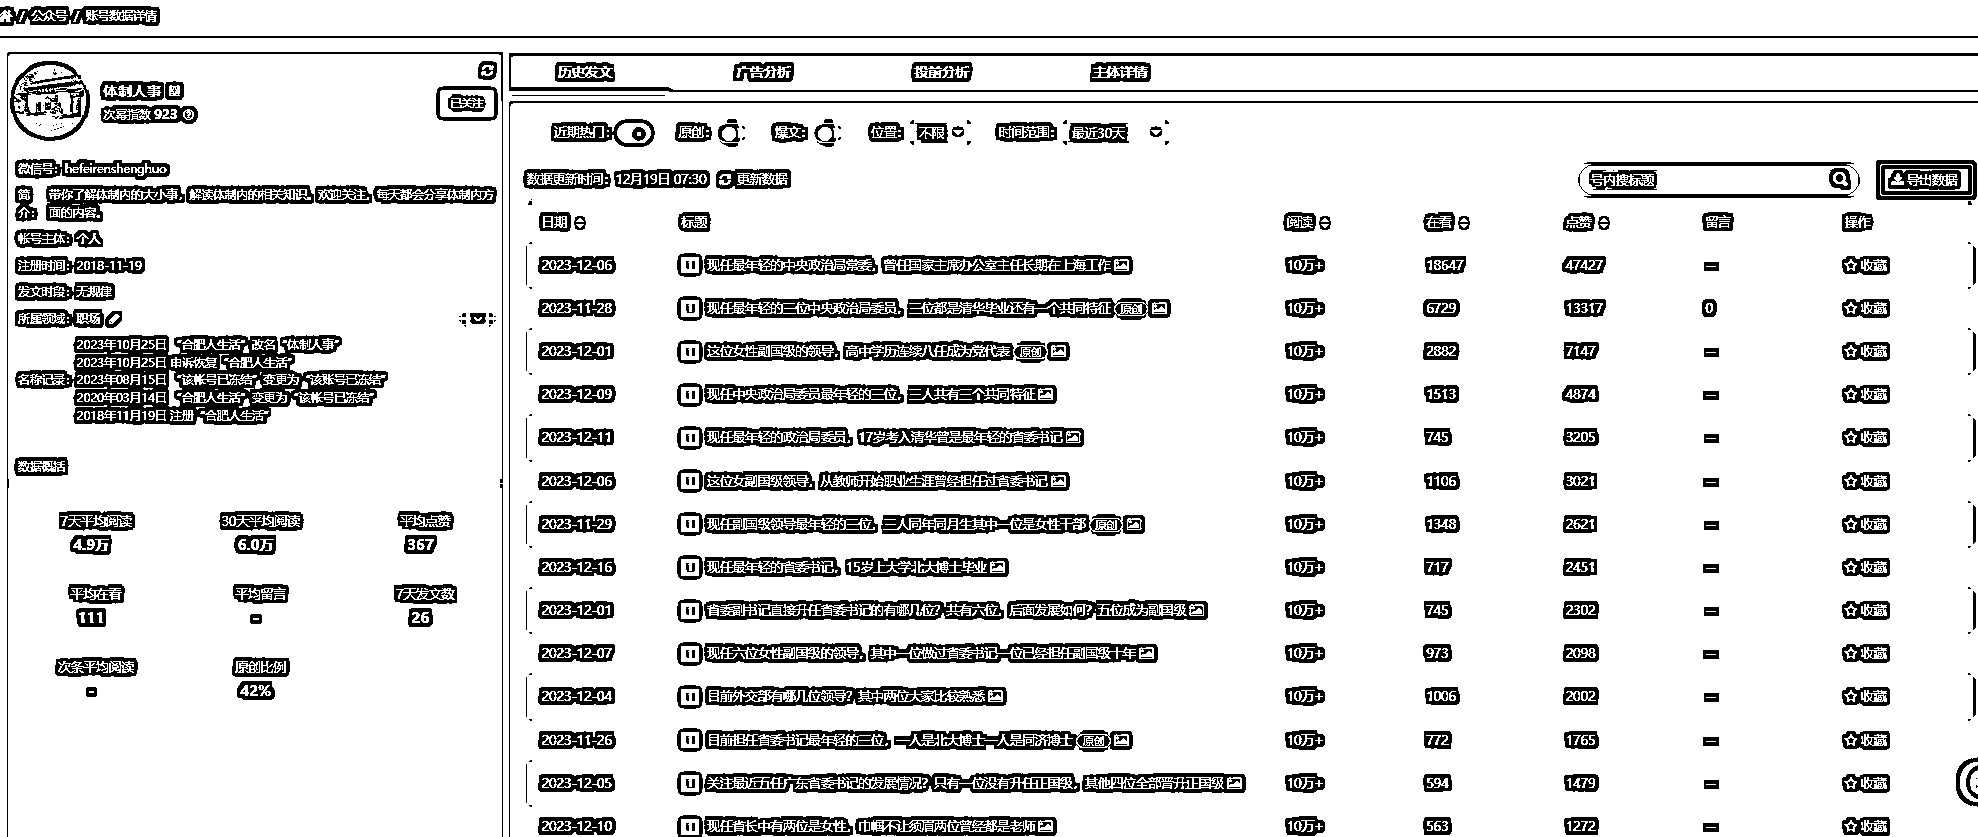 / 公众号 / 账号数据详情
体制人事
次幂指数 923
已关注
微信号: hefeirenshenghuo
简介: 带你了解体制内的大小事，解读体制内的相关知识，欢迎关注，每天都会分享体制内方面的内容。
帐号主体: 个人
注册时间: 2018-11-19
发文时段: 无规律
所属领域: 职场
名称记录:
2023年10月25日 “合肥人生活” 改名 “体制人事”
2023年10月25日 申诉恢复 “合肥人生活”
2023年08月15日 “该帐号已冻结” 变更为 “该账号已冻结”
2020年03月14日 “合肥人生活” 变更为 “该帐号已冻结”
2018年11月19日 注册 “合肥人生活”
数据概括
7天平均阅读 30天平均阅读 平均点赞
4.9万 6.0万 367
平均在看 平均留言 7天发文数
111 - 26
次条平均阅读 原创比例
- 42%
历史发文 广告分析 投前分析 主体详情
近期热门: 原创: 爆文: 位置: 不限 时间范围: 最近30天
数据更新时间: 12月19日 07:30 更新数据 号内搜标题 导出数据
日期 标题 阅读 在看 点赞 留言 操作
2023-12-06 现任最年轻的中央政治局常委，曾任国家主席办公室主任长期在上海工作 10万+ 18647 47427 — 收藏
2023-11-28 现任最年轻的三位中央政治局委员，三位都是清华毕业还有一个共同特征 原创 10万+ 6729 13317 0 收藏
2023-12-01 这位女性副国级的领导，高中学历连续八任成为党代表 原创 10万+ 2882 7147 — 收藏
2023-12-09 现任中央政治局委员最年轻的三位，三人共有三个共同特征 10万+ 1513 4874 — 收藏
2023-12-11 现任最年轻的政治局委员，17岁考入清华曾是最年轻的省委书记 10万+ 745 3205 — 收藏
2023-12-06 这位女副国级领导，从教师开始职业生涯曾经担任过省委书记 10万+ 1106 3021 — 收藏
2023-11-29 现任副国级领导最年轻的三位，三人同年同月生其中一位是女性干部 原创 10万+ 1348 2621 — 收藏
2023-12-16 现任最年轻的省委书记，15岁上大学北大博士毕业 10万+ 717 2451 — 收藏
2023-12-01 省委副书记直接升任省委书记的有哪几位？共有六位，后面发展如何？五位成为副国级 10万+ 745 2302 — 收藏
2023-12-07 现任六位女性副国级的领导，其中一位做过省委书记一位已经担任副国级十年 10万+ 973 2098 — 收藏
2023-12-04 目前外交部有哪几位领导？其中两位大家比较熟悉 10万+ 1006 2002 — 收藏
2023-11-26 目前担任省委书记最年轻的三位，一人是北大博士一人是同济博士 原创 10万+ 772 1765 — 收藏
2023-12-05 关注最近五任广东省委书记的发展情况？只有一位没有升任正国级，其他四位全部晋升正国级 10万+ 594 1479 — 收藏
2023-12-10 现任省长中有两位是女性，巾帼不让须眉两位曾经都是老师 10万+ 563 1272 — 收藏